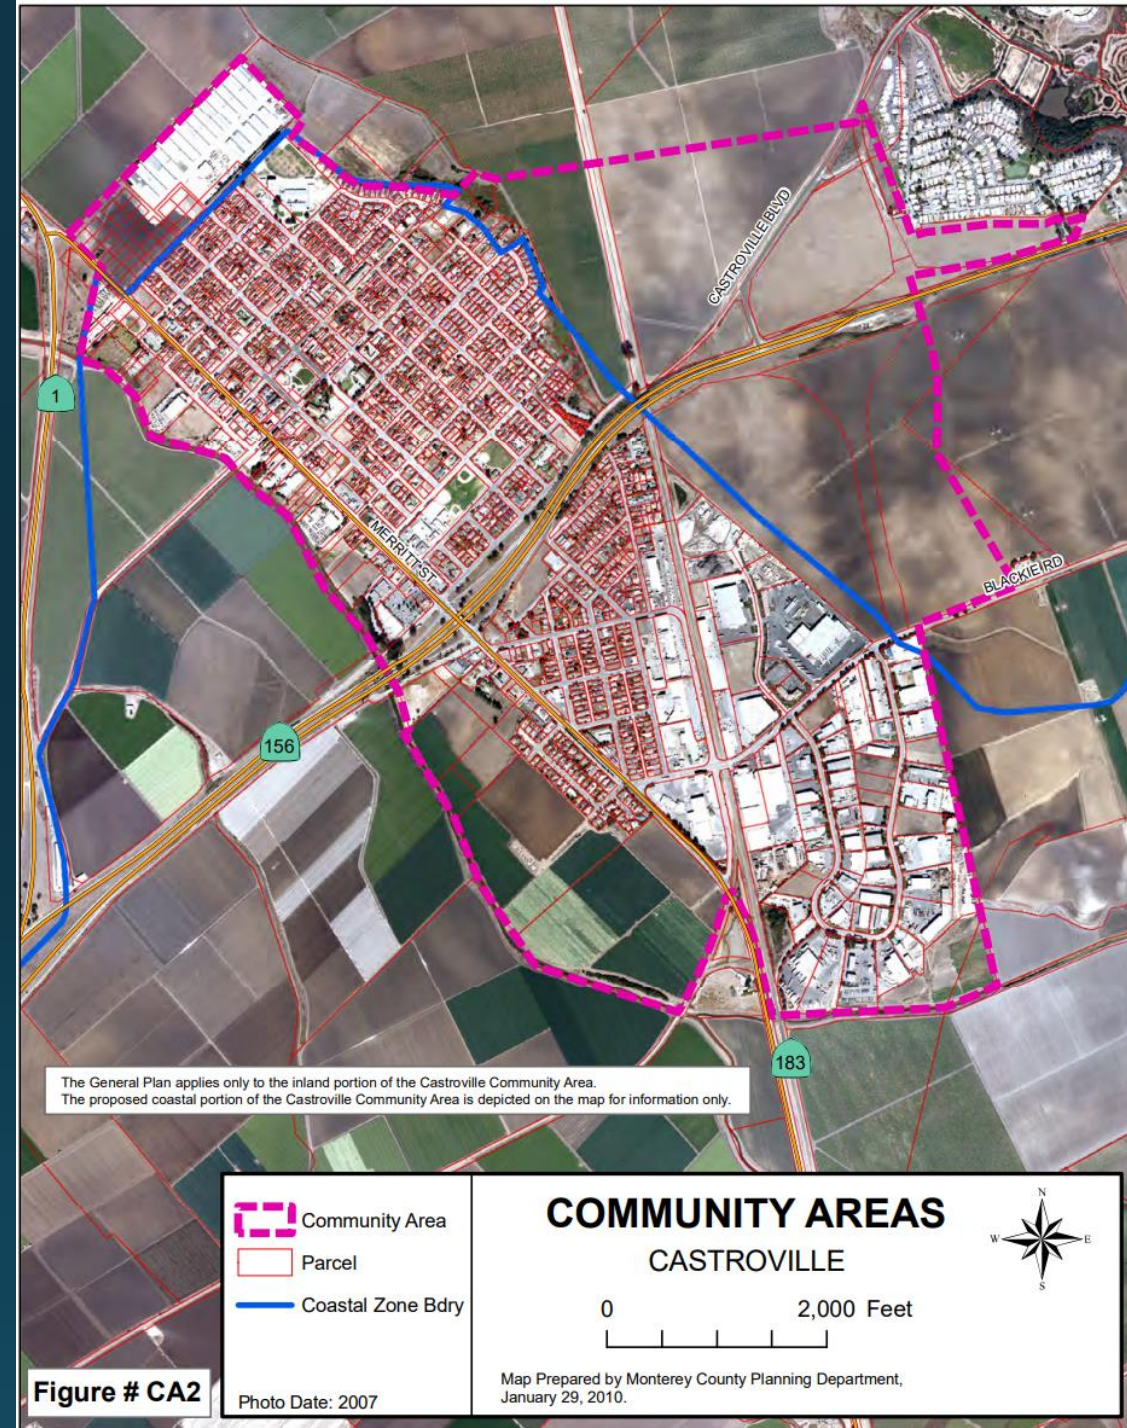 CASTROVILLE BLVD
1
MERRITT ST
BLACKIE RD
156
183
The General Plan applies only to the inland portion of the Castroville Community Area.
The proposed coastal portion of the Castroville Community Area is depicted on the map for information only.
Community Area
Parcel
Coastal Zone Bdry
Photo Date: 2007
COMMUNITY AREAS
CASTROVILLE
0 2,000 Feet
Map Prepared by Monterey County Planning Department,
January 29, 2010.
N
W E
S
Figure # CA2